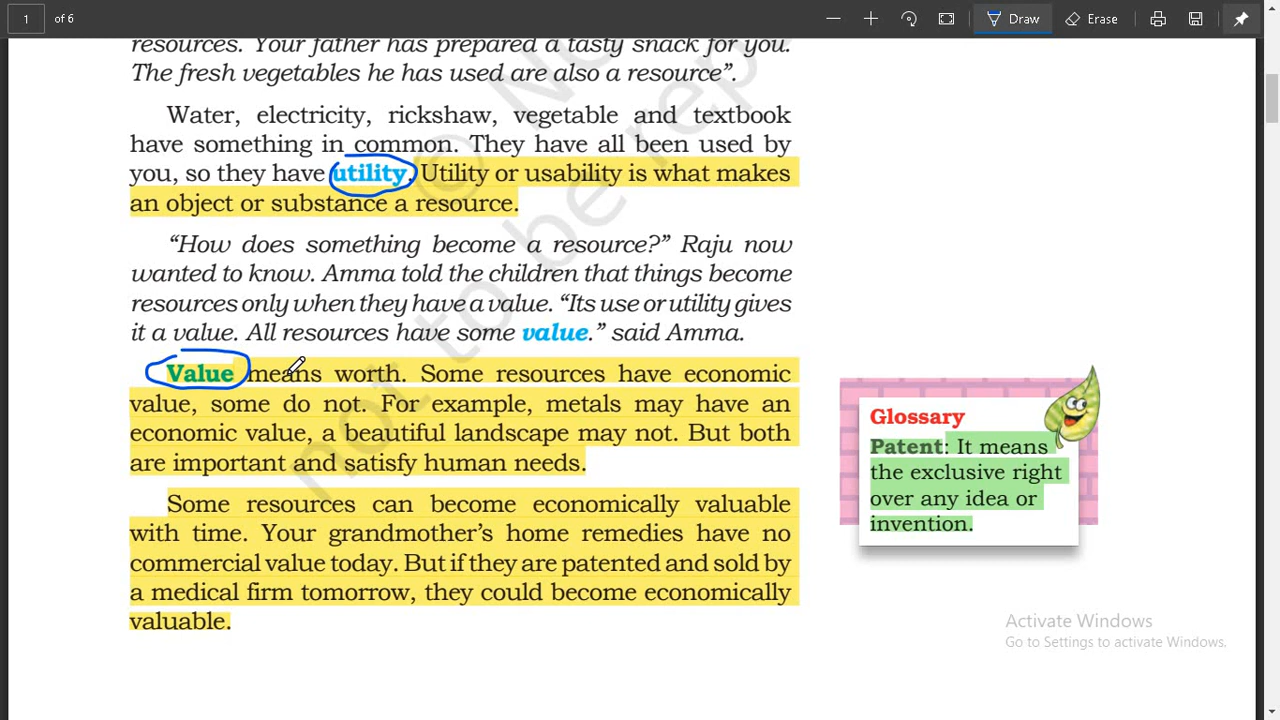 1 of 6
Draw
Erase
resources. Your father has prepared a tasty snack for you.
The fresh vegetables he has used are also a resource”.
Water, electricity, rickshaw, vegetable and textbook
have something in common. They have all been used by
you, so they have utility. Utility or usability is what makes
an object or substance a resource.
“How does something become a resource?” Raju now
wanted to know. Amma told the children that things become
resources only when they have a value. “Its use or utility gives
it a value. All resources have some value.” said Amma.
Value means worth. Some resources have economic
value, some do not. For example, metals may have an
economic value, a beautiful landscape may not. But both
are important and satisfy human needs.
Some resources can become economically valuable
with time. Your grandmother’s home remedies have no
commercial value today. But if they are patented and sold by
a medical firm tomorrow, they could become economically
valuable.
Glossary
Patent: It means
the exclusive right
over any idea or
invention.
© No
not to be rep
Activate Windows
Go to Settings to activate Windows.